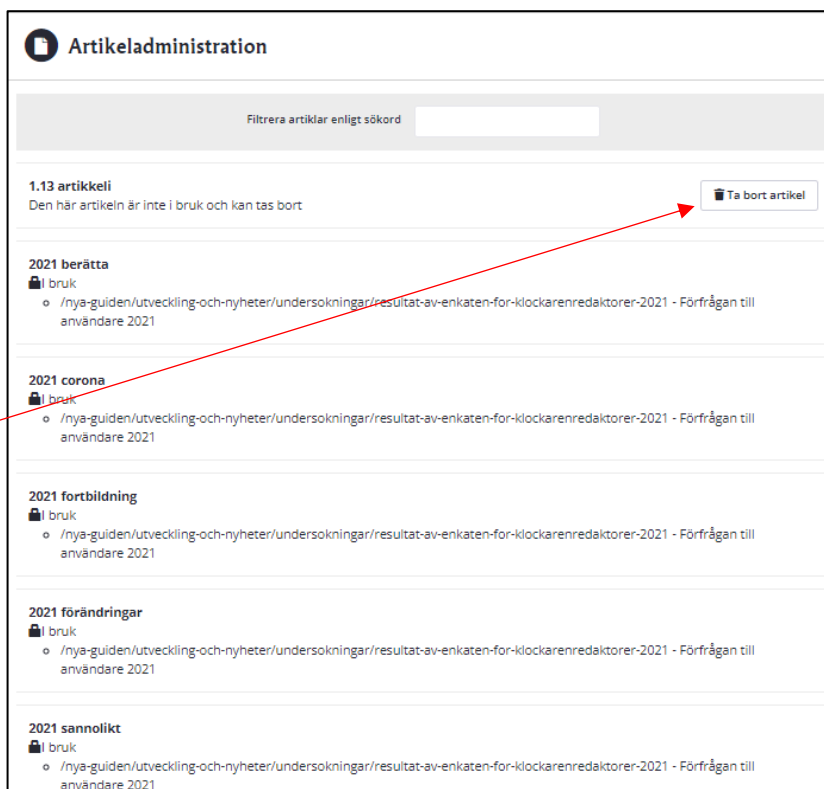 Artikeladministration
Filtrera artiklar enligt sökord
1.13 artikkeli
Den här artikeln är inte i bruk och kan tas bort
Ta bort artikel
2021 berätta
I bruk
/nya-guiden/utveckling-och-nyheter/undersokningar/resultat-av-enkaten-for-klockarenredaktorer-2021 - Förfrågan till
användare 2021
2021 corona
I bruk
/nya-guiden/utveckling-och-nyheter/undersokningar/resultat-av-enkaten-for-klockarenredaktorer-2021 - Förfrågan till
användare 2021
2021 fortbildning
I bruk
/nya-guiden/utveckling-och-nyheter/undersokningar/resultat-av-enkaten-for-klockarenredaktorer-2021 - Förfrågan till
användare 2021
2021 förändringar
I bruk
/nya-guiden/utveckling-och-nyheter/undersokningar/resultat-av-enkaten-for-klockarenredaktorer-2021 - Förfrågan till
användare 2021
2021 sannolikt
I bruk
/nya-guiden/utveckling-och-nyheter/undersokningar/resultat-av-enkaten-for-klockarenredaktorer-2021 - Förfrågan till
användare 2021